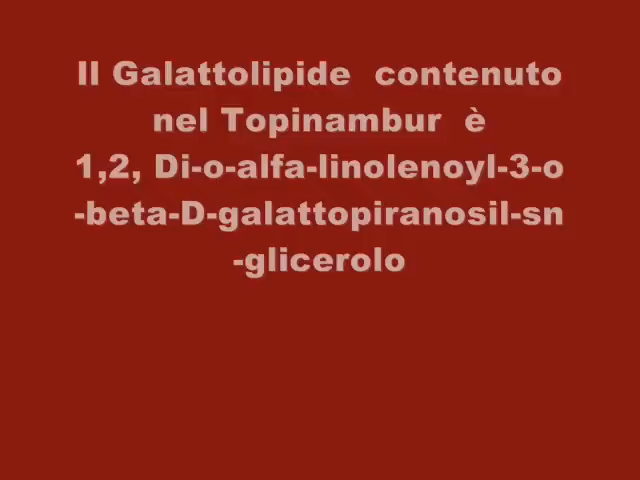 Il Galattolipide contenuto
nel Topinambur è
1,2, Di-o-alfa-linolenoyl-3-o
-beta-D-galattopiranosil-sn
-glicerolo